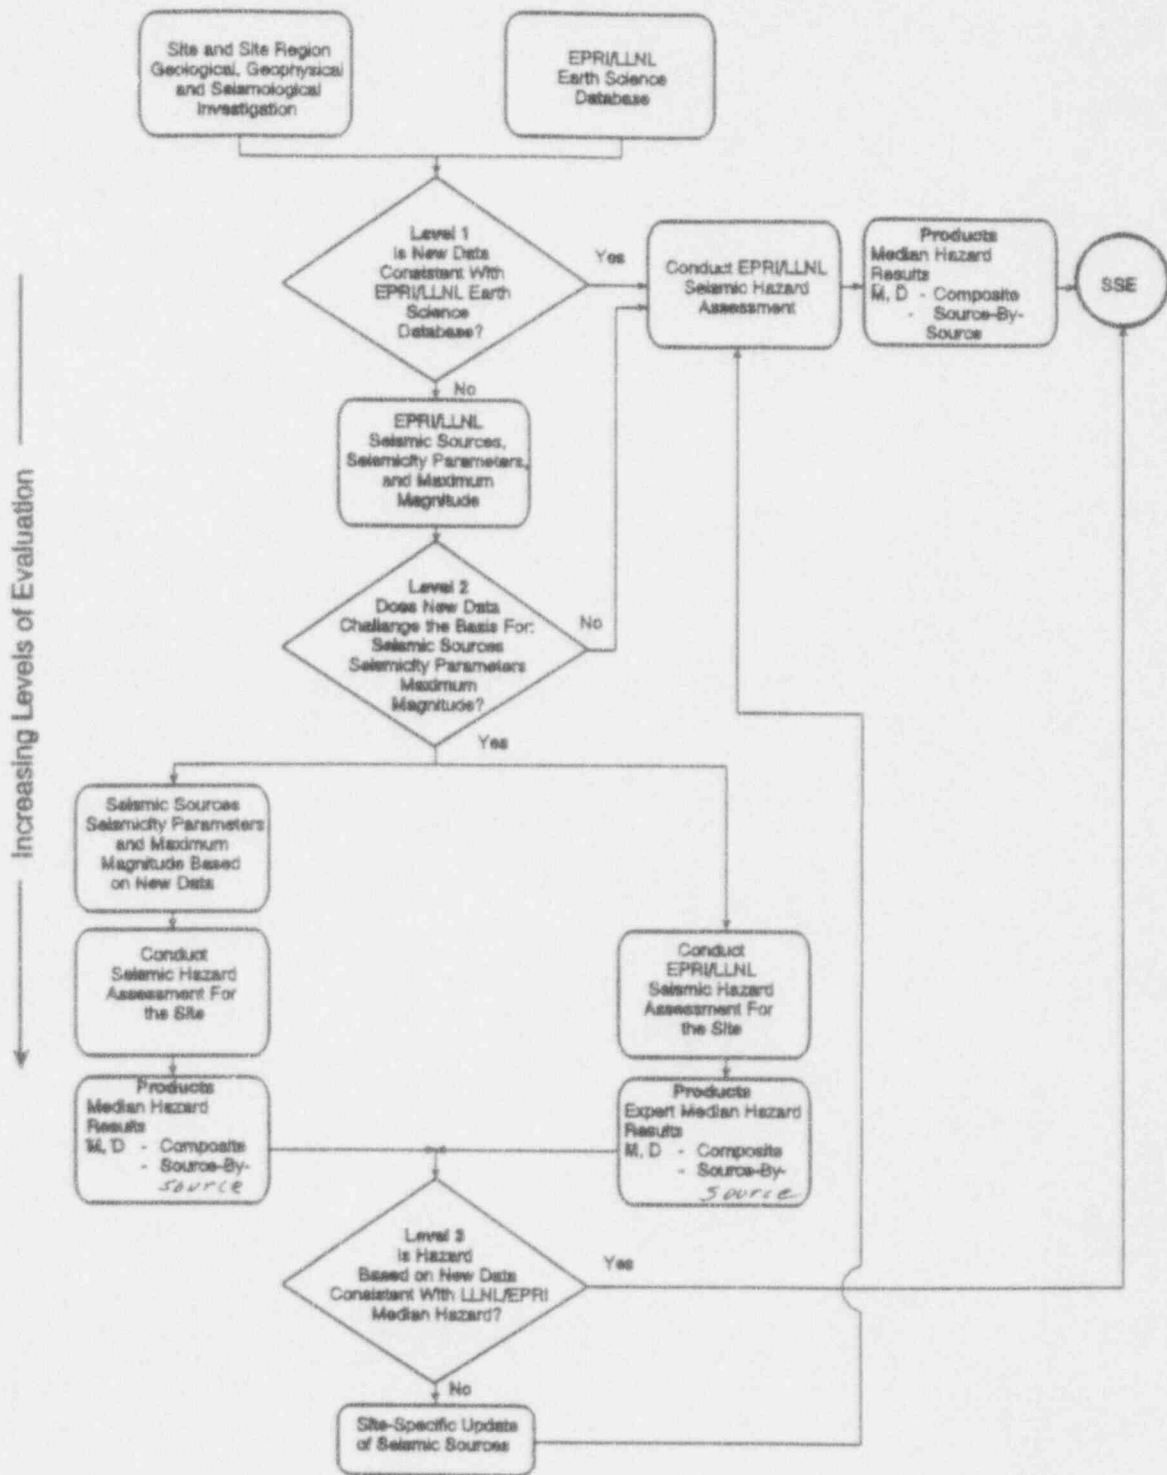 Site and Site Region
Geological, Geophysical
and Seismological
Investigation
EPRI/LLNL
Earth Science
Database
Level 1
Is New Data
Consistent With
EPRI/LLNL Earth
Science
Database?
Yes
Conduct EPRI/LLNL
Seismic Hazard
Assessment
Products
Median Hazard
Results
M, D - Composite
- Source-By-
Source
SSE
No
EPRI/LLNL
Seismic Sources,
Seismicity Parameters,
and Maximum
Magnitude
Increasing Levels of Evaluation
Level 2
Does New Data
Challange the Basis For:
Seismic Sources
Seismicity Parameters
Maximum
Magnitude?
No
Yes
Seismic Sources
Seismicity Parameters
and Maximum
Magnitude Based
on New Data
Conduct
Seismic Hazard
Assessment For
the Site
Conduct
EPRI/LLNL
Seismic Hazard
Assessment For
the Site
Products
Median Hazard
Results
M, D - Composite
- Source-By-
Source
Products
Expert Median Hazard
Results
M, D - Composite
- Source-By-
Source
Level 3
Is Hazard
Based on New Data
Consistent With LLNL/EPRI
Median Hazard?
Yes
No
Site-Specific Update
of Seismic Sources